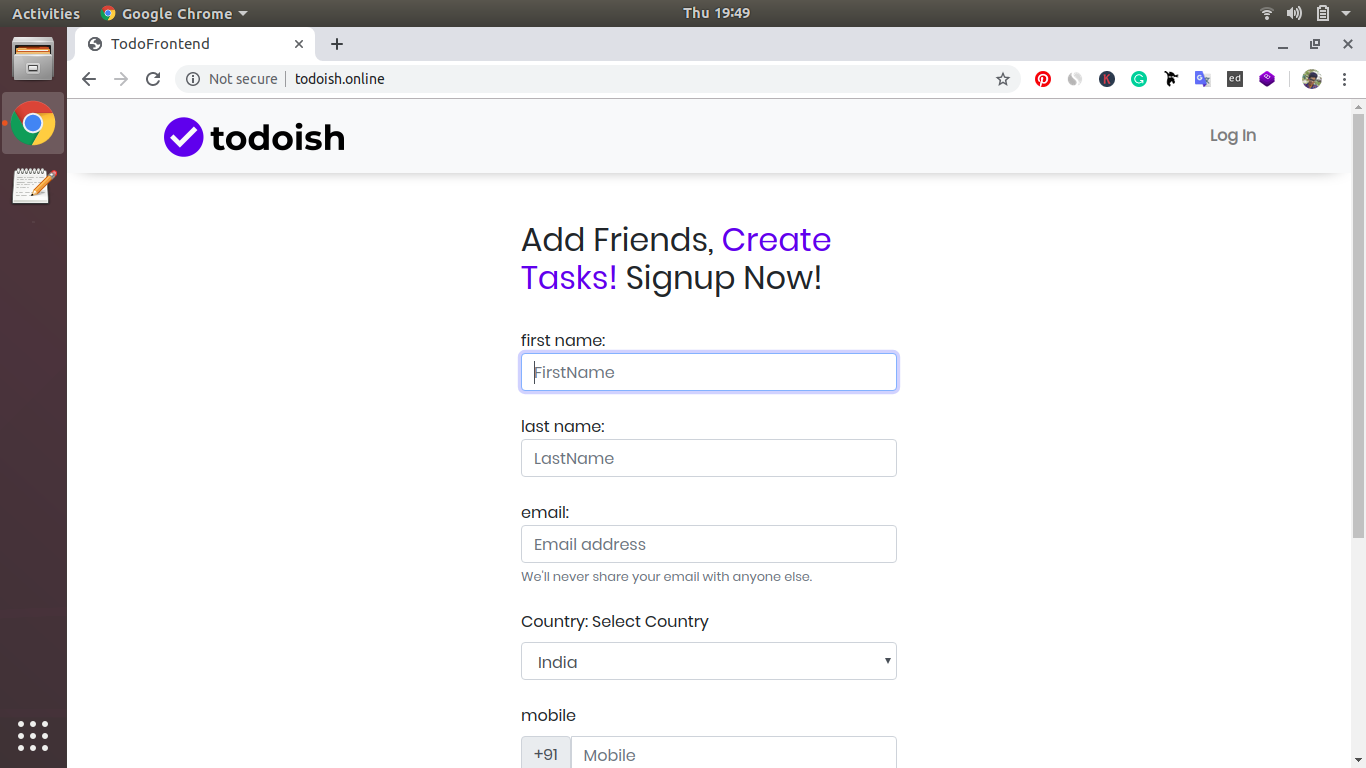 Activities Google Chrome Thu 19:49
TodoFrontend
Not secure todoish.online
ed
todoish Log In
Add Friends, Create
Tasks! Signup Now!
first name:
FirstName
last name:
LastName
email:
Email address
We'll never share your email with anyone else.
Country: Select Country
India
mobile
+91 Mobile